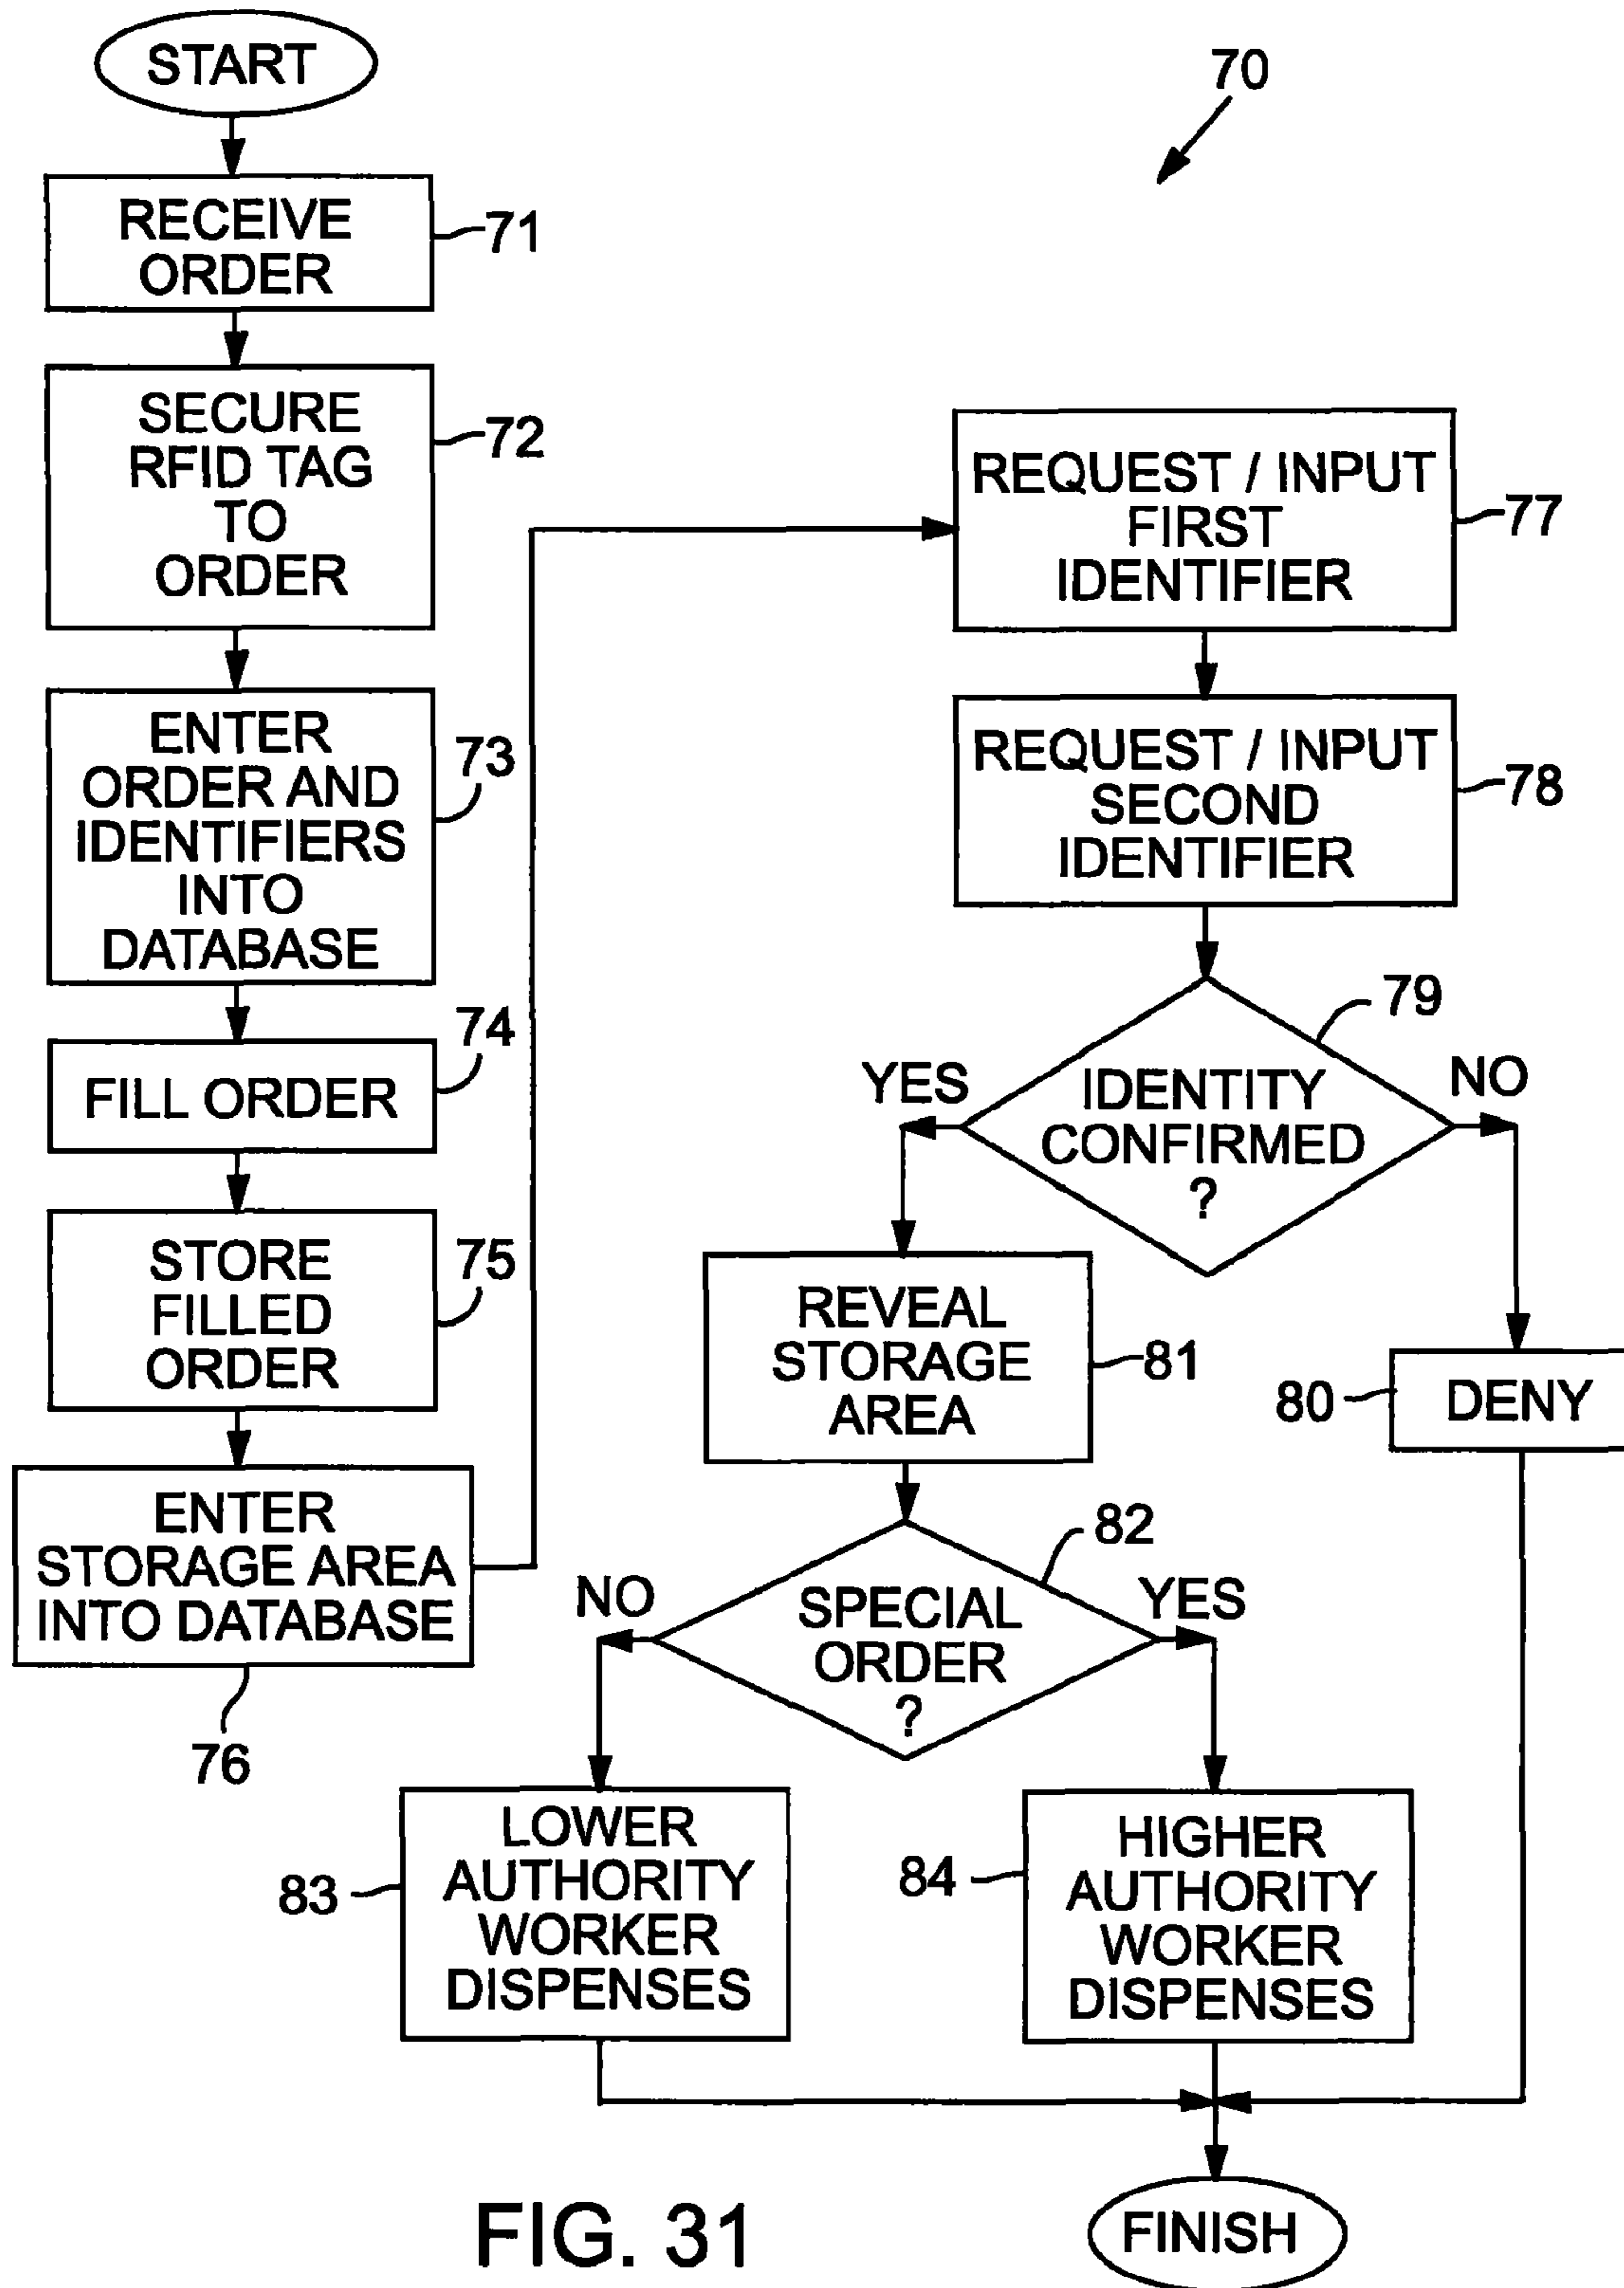 START
70
RECEIVE
ORDER
71
SECURE
RFID TAG
TO
ORDER
72
ENTER
ORDER AND
IDENTIFIERS
INTO
DATABASE
73
FILL ORDER
74
STORE
FILLED
ORDER
75
ENTER
STORAGE AREA
INTO DATABASE
76
REQUEST / INPUT
FIRST
IDENTIFIER
77
REQUEST / INPUT
SECOND
IDENTIFIER
78
IDENTITY
CONFIRMED
?
79
YES
NO
DENY
80
REVEAL
STORAGE
AREA
81
SPECIAL
ORDER
?
82
NO
YES
LOWER
AUTHORITY
WORKER
DISPENSES
83
HIGHER
AUTHORITY
WORKER
DISPENSES
84
FINISH
FIG. 31